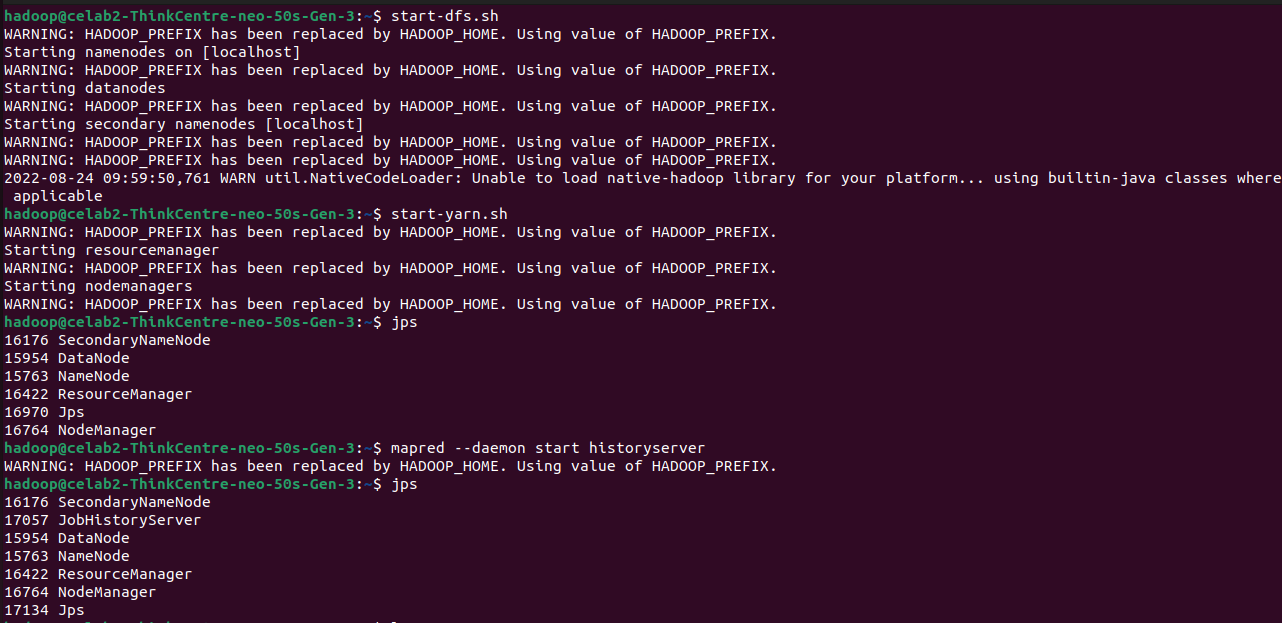 hadoop@celab2-ThinkCentre-neo-50s-Gen-3:~$ start-dfs.sh
WARNING: HADOOP_PREFIX has been replaced by HADOOP_HOME. Using value of HADOOP_PREFIX.
Starting namenodes on [localhost]
WARNING: HADOOP_PREFIX has been replaced by HADOOP_HOME. Using value of HADOOP_PREFIX.
Starting datanodes
WARNING: HADOOP_PREFIX has been replaced by HADOOP_HOME. Using value of HADOOP_PREFIX.
Starting secondary namenodes [localhost]
WARNING: HADOOP_PREFIX has been replaced by HADOOP_HOME. Using value of HADOOP_PREFIX.
WARNING: HADOOP_PREFIX has been replaced by HADOOP_HOME. Using value of HADOOP_PREFIX.
2022-08-24 09:59:50,761 WARN util.NativeCodeLoader: Unable to load native-hadoop library for your platform... using builtin-java classes where
applicable
hadoop@celab2-ThinkCentre-neo-50s-Gen-3:~$ start-yarn.sh
WARNING: HADOOP_PREFIX has been replaced by HADOOP_HOME. Using value of HADOOP_PREFIX.
Starting resourcemanager
WARNING: HADOOP_PREFIX has been replaced by HADOOP_HOME. Using value of HADOOP_PREFIX.
Starting nodemanagers
WARNING: HADOOP_PREFIX has been replaced by HADOOP_HOME. Using value of HADOOP_PREFIX.
hadoop@celab2-ThinkCentre-neo-50s-Gen-3:~$ jps
16176 SecondaryNameNode
15954 DataNode
15763 NameNode
16422 ResourceManager
16970 Jps
16764 NodeManager
hadoop@celab2-ThinkCentre-neo-50s-Gen-3:~$ mapred --daemon start historyserver
WARNING: HADOOP_PREFIX has been replaced by HADOOP_HOME. Using value of HADOOP_PREFIX.
hadoop@celab2-ThinkCentre-neo-50s-Gen-3:~$ jps
16176 SecondaryNameNode
17057 JobHistoryServer
15954 DataNode
15763 NameNode
16422 ResourceManager
16764 NodeManager
17134 Jps